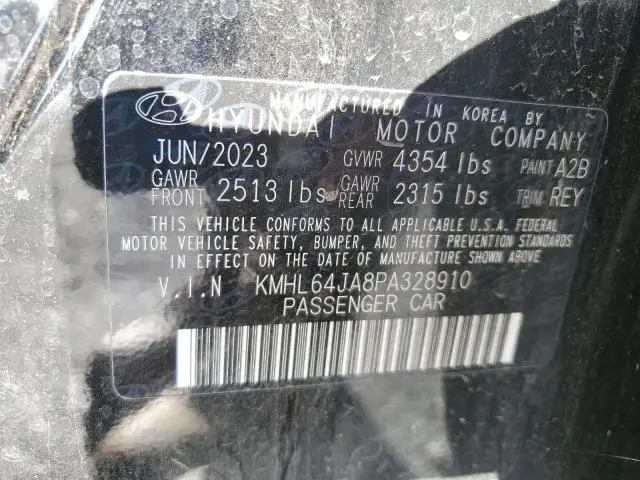 MANUFACTURED IN KOREA BY
HYUNDAI MOTOR COMPANY
JUN/2023 GVWR 4354 lbs PAINT A2B
GAWR FRONT 2513 lbs GAWR REAR 2315 lbs TRIM REY
THIS VEHICLE CONFORMS TO ALL APPLICABLE U.S.A. FEDERAL
MOTOR VEHICLE SAFETY, BUMPER, AND THEFT PREVENTION STANDARDS
IN EFFECT ON THE DATE OF MANUFACTURE SHOWN ABOVE
V.I.N KMHL64JA8PA328910
PASSENGER CAR